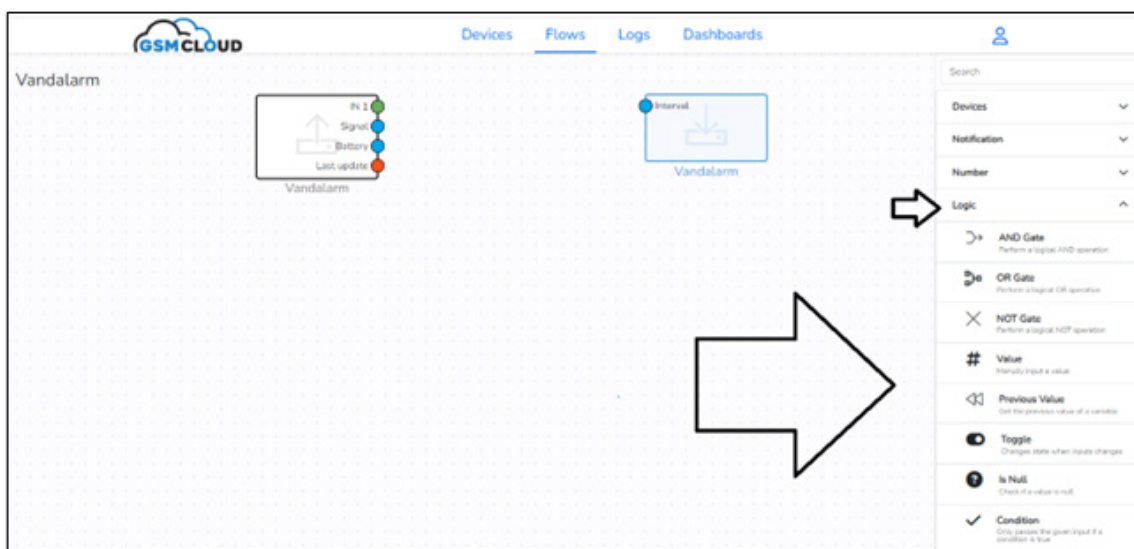 GSMCLOUD
Devices Flows Logs Dashboards
Vandalarm
IN 1
Signal
Battery
Last update
Vandalarm
Interval
Vandalarm
Search
Devices
Notification
Number
Logic
AND Gate
Perform a logical AND operation
OR Gate
Perform a logical OR operation
NOT Gate
Perform a logical NOT operation
Value
Manually input a value
Previous Value
Get the previous value of a variable
Toggle
Changes state when inputs changes
Is Null
Check if a value is null
Condition
Only passes the given input if a
condition is true